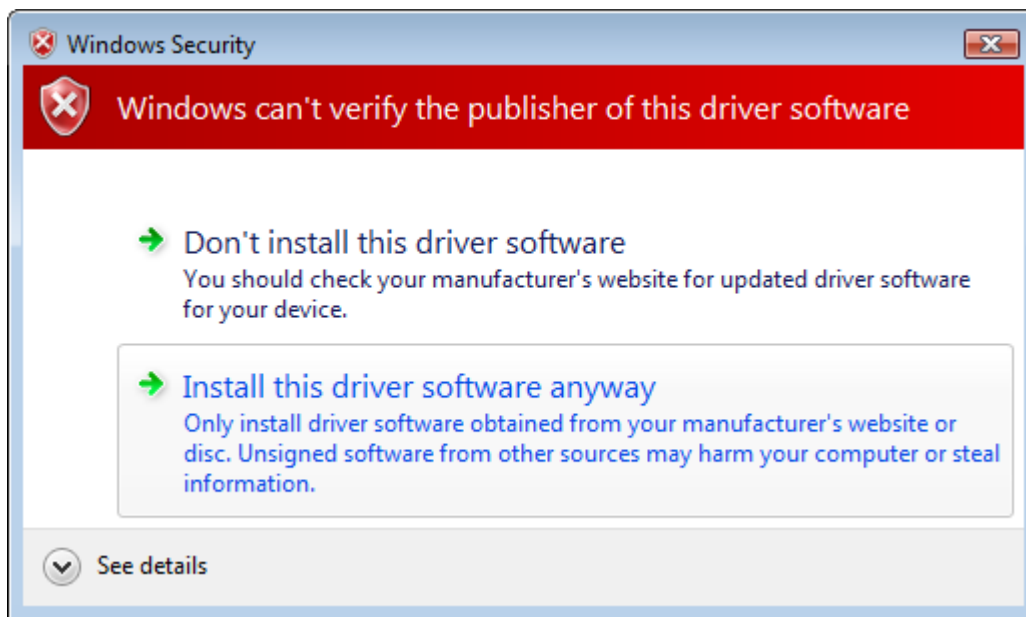 Windows Security
Windows can't verify the publisher of this driver software
Don't install this driver software
You should check your manufacturer's website for updated driver software
for your device.
Install this driver software anyway
Only install driver software obtained from your manufacturer's website or
disc. Unsigned software from other sources may harm your computer or steal
information.
See details